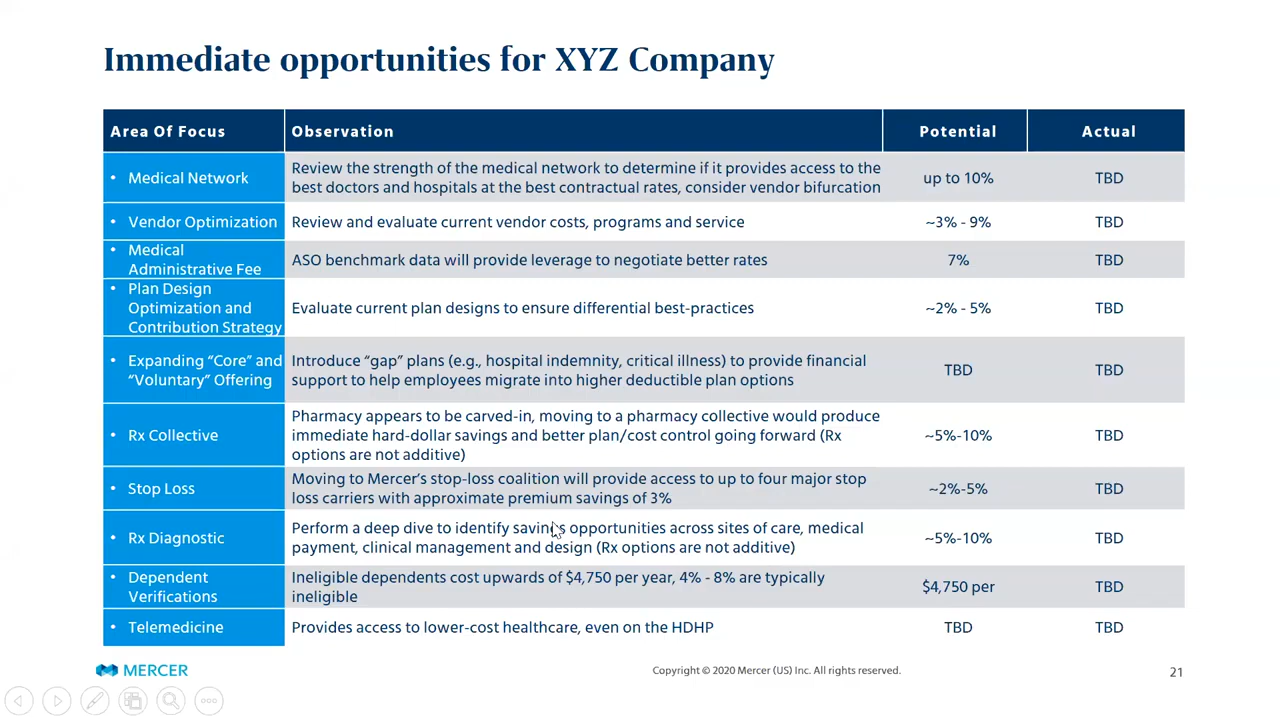 Immediate opportunities for XYZ Company
Area Of Focus Observation Potential Actual
• Medical Network
Review the strength of the medical network to determine if it provides access to the
best doctors and hospitals at the best contractual rates, consider vendor bifurcation
up to 10%
TBD
• Vendor Optimization
Review and evaluate current vendor costs, programs and service
~3% - 9%
TBD
• Medical
Administrative Fee
ASO benchmark data will provide leverage to negotiate better rates
7%
TBD
• Plan Design
Optimization and
Contribution Strategy
Evaluate current plan designs to ensure differential best-practices
~2% - 5%
TBD
• Expanding “Core” and
“Voluntary” Offering
Introduce “gap” plans (e.g., hospital indemnity, critical illness) to provide financial
support to help employees migrate into higher deductible plan options
TBD
TBD
• Rx Collective
Pharmacy appears to be carved-in, moving to a pharmacy collective would produce
immediate hard-dollar savings and better plan/cost control going forward (Rx
options are not additive)
~5%-10%
TBD
• Stop Loss
Moving to Mercer’s stop-loss coalition will provide access to up to four major stop
loss carriers with approximate premium savings of 3%
~2%-5%
TBD
• Rx Diagnostic
Perform a deep dive to identify savings opportunities across sites of care, medical
payment, clinical management and design (Rx options are not additive)
~5%-10%
TBD
• Dependent
Verifications
Ineligible dependents cost upwards of $4,750 per year, 4% - 8% are typically
ineligible
$4,750 per
TBD
• Telemedicine
Provides access to lower-cost healthcare, even on the HDHP
TBD
TBD
MERCER
Copyright © 2020 Mercer (US) Inc. All rights reserved.
21